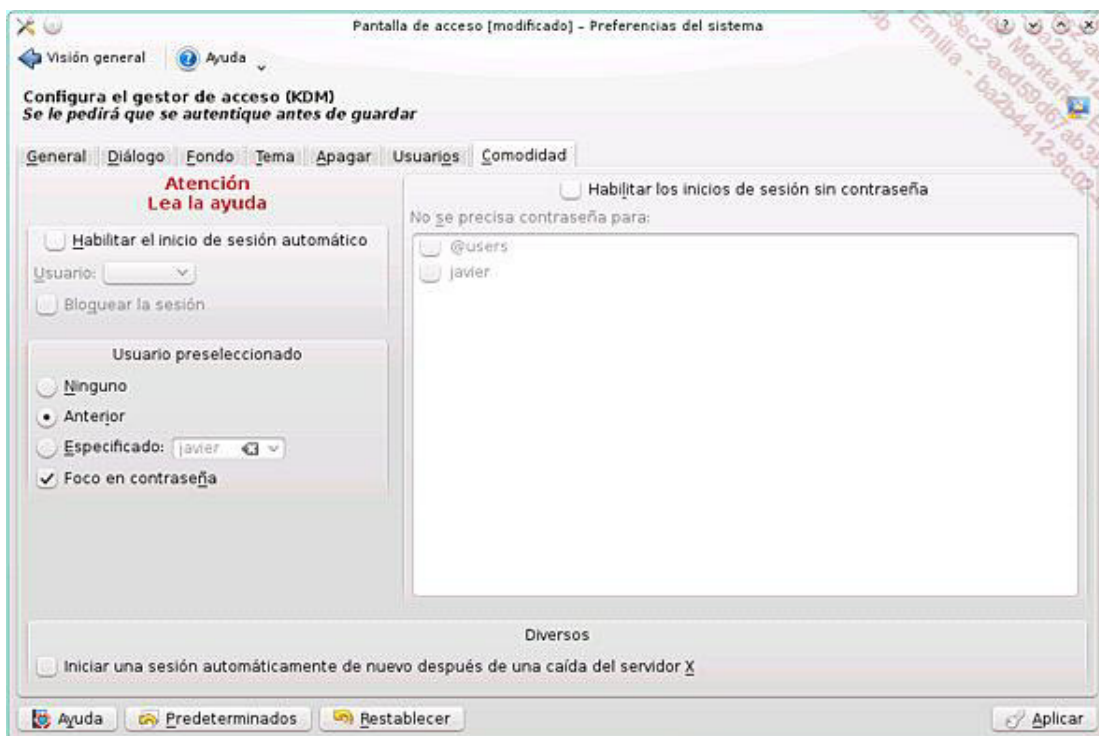 Pantalla de acceso [modificado] – Preferencias del sistema
Visión general Ayuda
Configura el gestor de acceso (KDM)
Se le pedirá que se autentique antes de guardar
General Diálogo Fondo Tema Apagar Usuarios Comodidad
Atención
Lea la ayuda
Habilitar el inicio de sesión automático
Usuario:
Bloquear la sesión
Usuario preseleccionado
Ninguno
Anterior
Especificado: javier
Foco en contraseña
Habilitar los inicios de sesión sin contraseña
No se precisa contraseña para:
@users
javier
Diversos
Iniciar una sesión automáticamente de nuevo después de una caída del servidor X
Ayuda Predeterminados Restablecer Aplicar